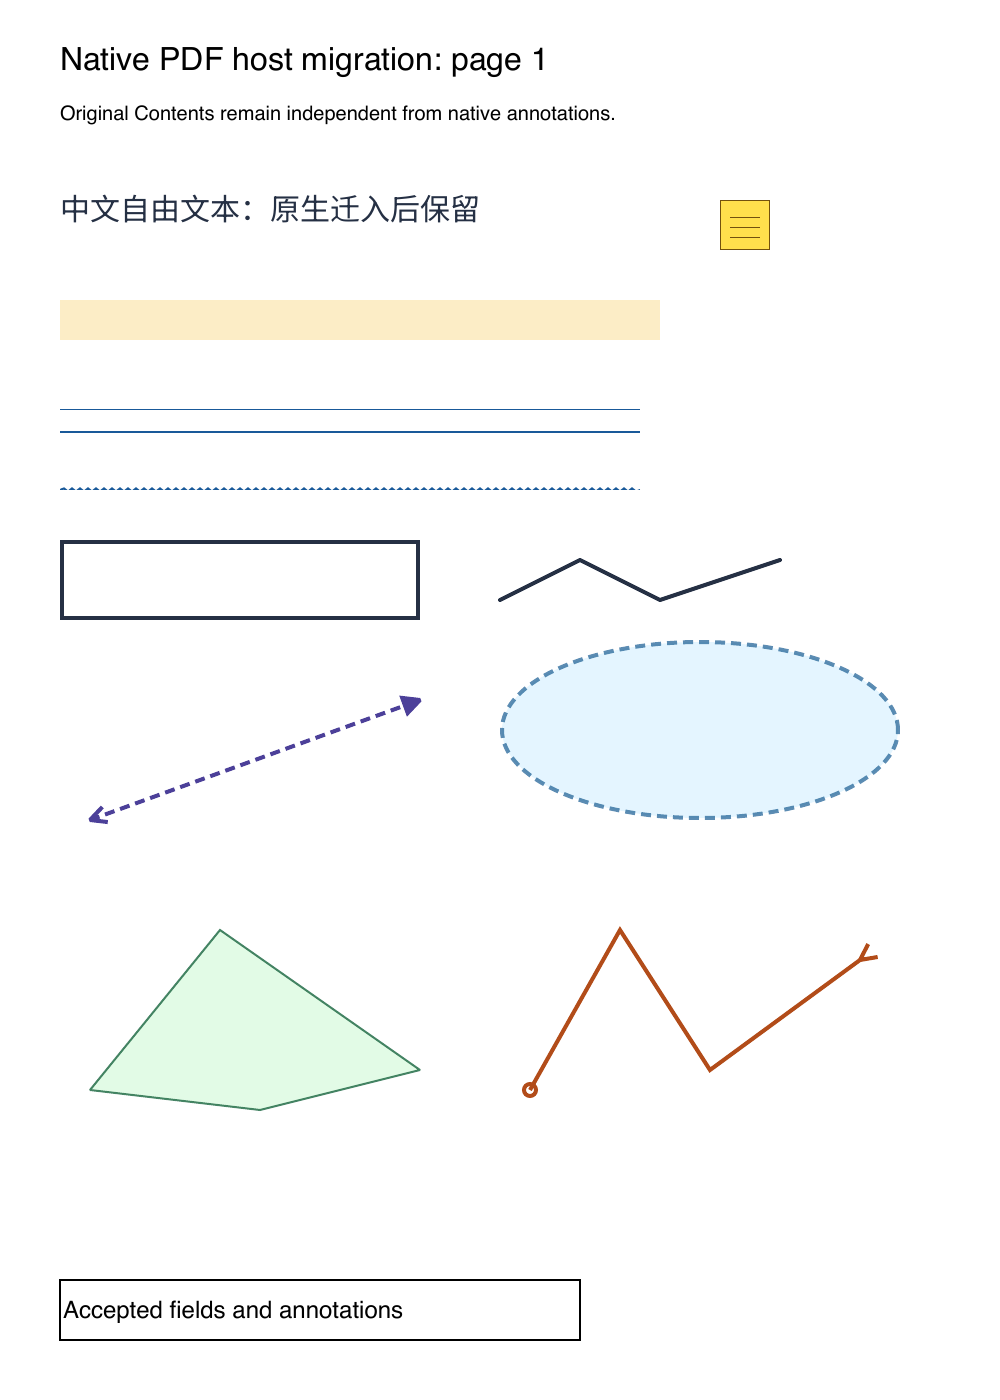 Native PDF host migration: page 1
Original Contents remain independent from native annotations.
中文自由文本：原生迁入后保留
Accepted fields and annotations